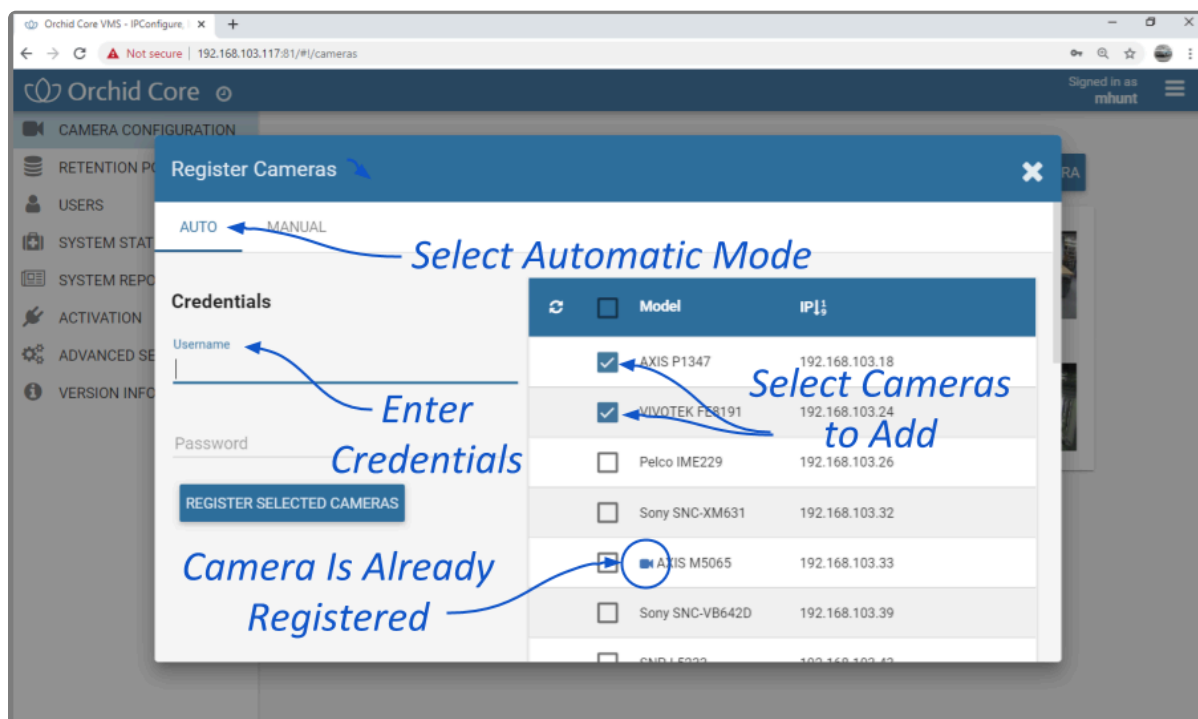 Orchid Core VMS - IPConfigure, I
Not secure | 192.168.103.117:81/#!/cameras
Orchid Core
Signed in as
mhunt
CAMERA CONFIGURATION
RETENTION PO
USERS
SYSTEM STAT
SYSTEM REPO
ACTIVATION
ADVANCED SE
VERSION INFO
RA
Register Cameras
AUTO
MANUAL
Select Automatic Mode
Credentials
Username
Enter
Credentials
Password
REGISTER SELECTED CAMERAS
Camera Is Already
Registered
Model IP
AXIS P1347 192.168.103.18
Select Cameras
to Add
VIVOTEK FE8191 192.168.103.24
Pelco IME229 192.168.103.26
Sony SNC-XM631 192.168.103.32
AXIS M5065 192.168.103.33
Sony SNC-VB642D 192.168.103.39